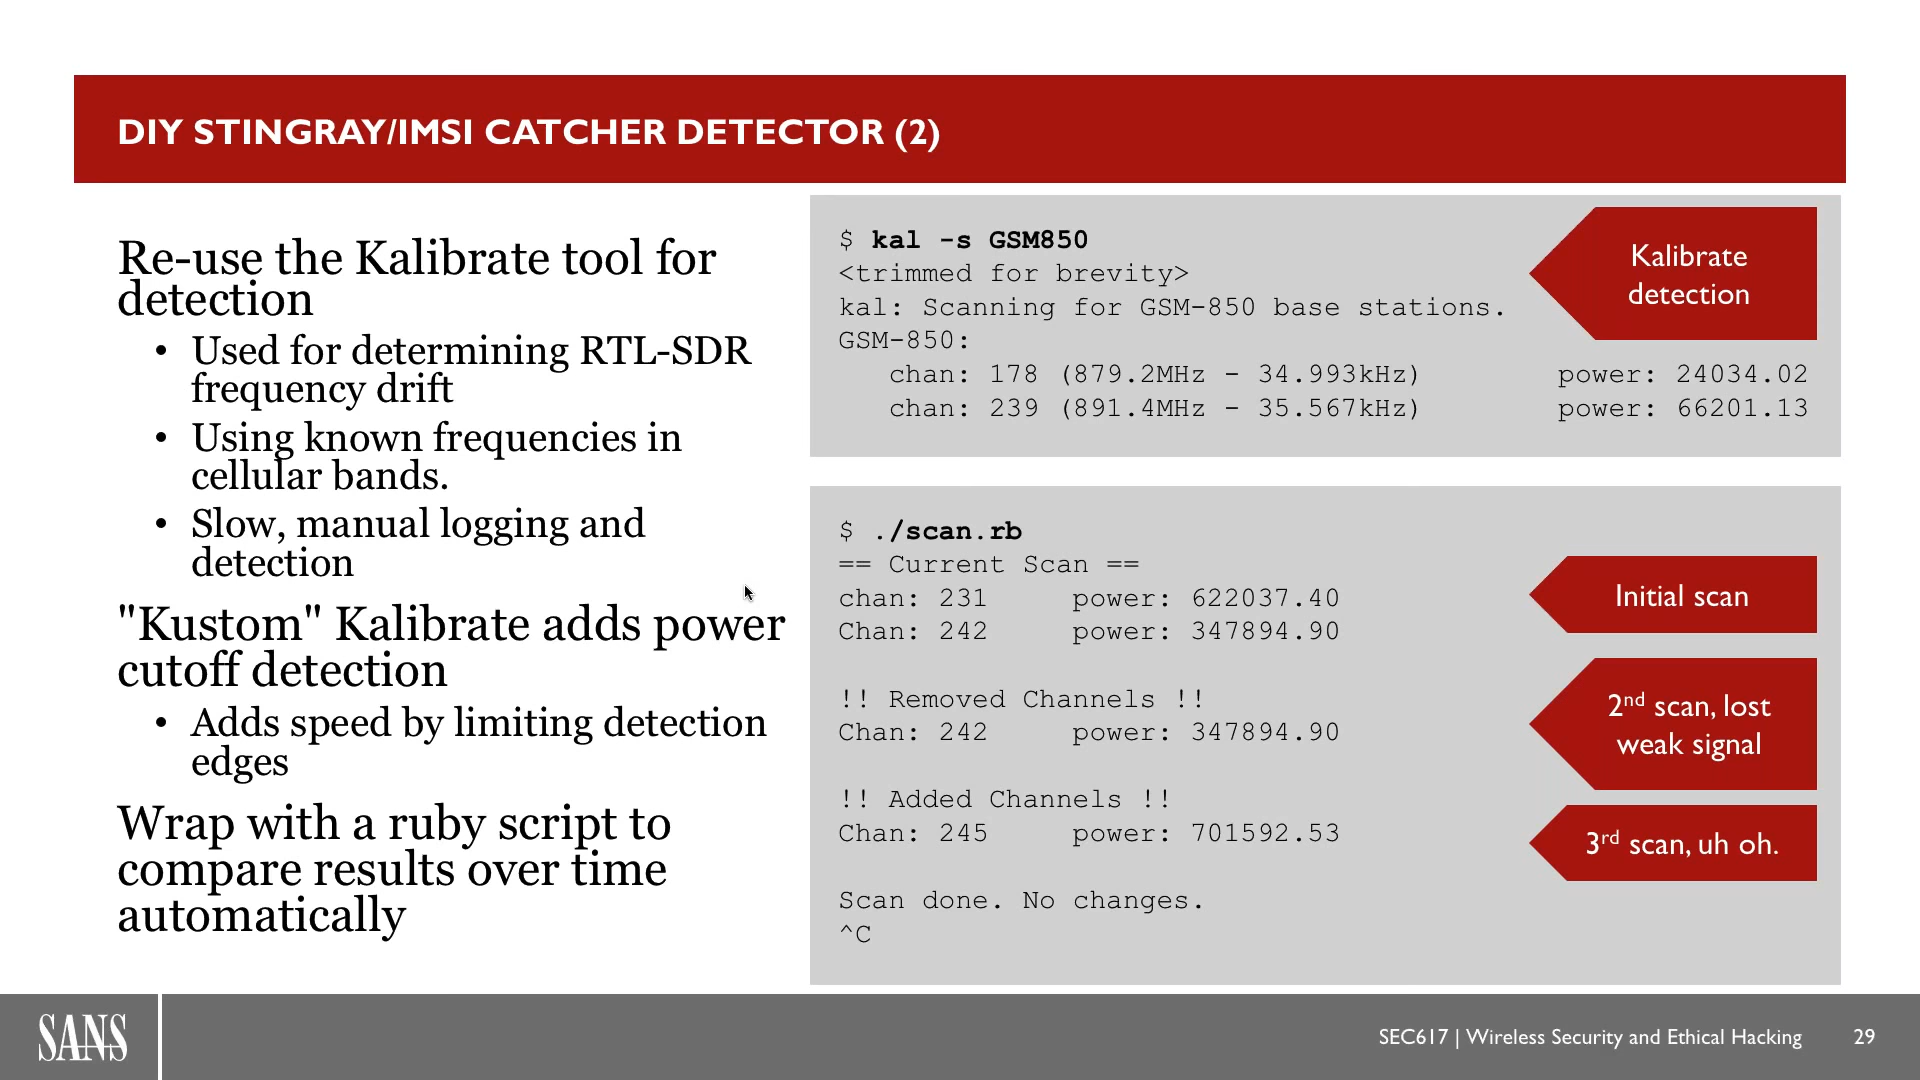 DIY STINGRAY/IMSI CATCHER DETECTOR (2)
Re-use the Kalibrate tool for
detection
• Used for determining RTL-SDR
frequency drift
• Using known frequencies in
cellular bands.
• Slow, manual logging and
detection
"Kustom" Kalibrate adds power
cutoff detection
• Adds speed by limiting detection
edges
Wrap with a ruby script to
compare results over time
automatically
$ kal -s GSM850
<trimmed for brevity>
kal: Scanning for GSM-850 base stations.
GSM-850:
chan: 178 (879.2MHz - 34.993kHz) power: 24034.02
chan: 239 (891.4MHz - 35.567kHz) power: 66201.13
Kalibrate
detection
$ ./scan.rb
== Current Scan ==
chan: 231 power: 622037.40
Chan: 242 power: 347894.90
Initial scan
!! Removed Channels !!
Chan: 242 power: 347894.90
2nd scan, lost
weak signal
!! Added Channels !!
Chan: 245 power: 701592.53
3rd scan, uh oh.
Scan done. No changes.
^C
SANS
SEC617 | Wireless Security and Ethical Hacking 29